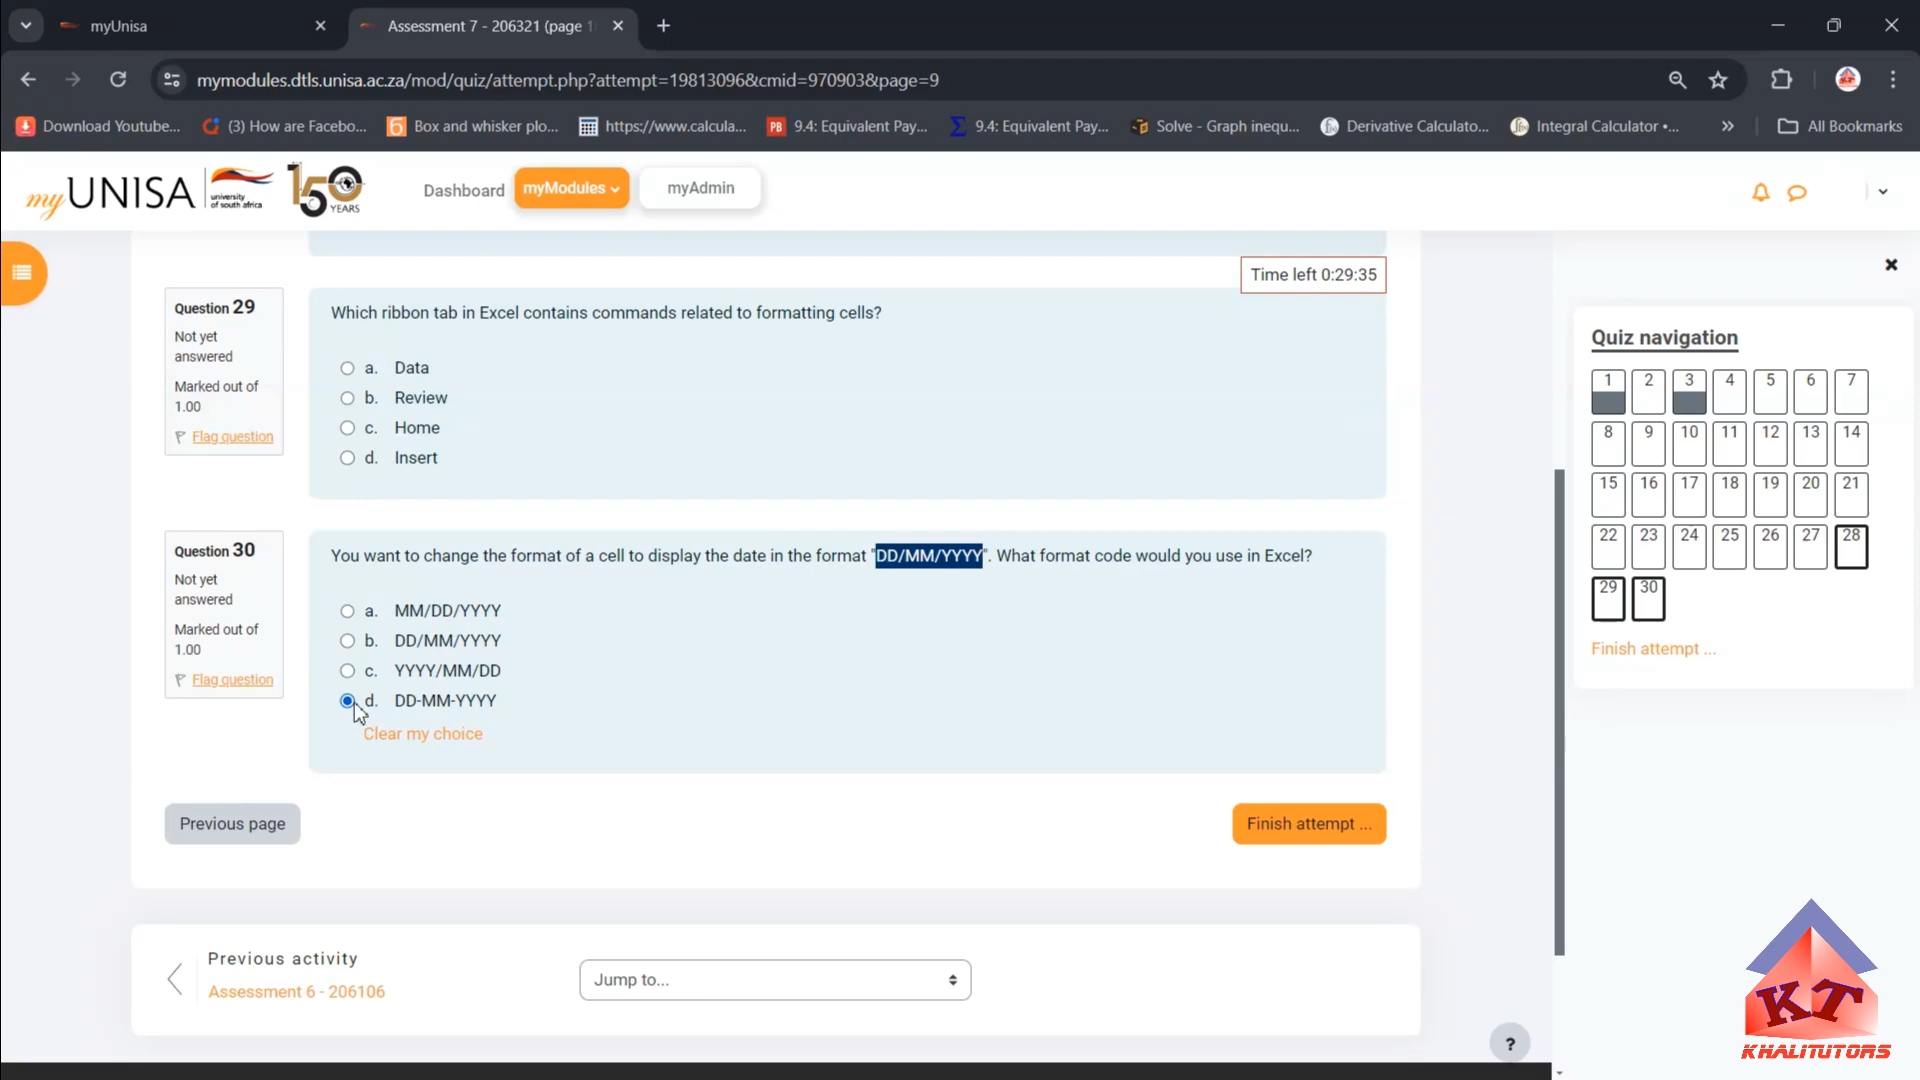 myUnisa
Assessment 7 - 206321 (page 1
mymodules.dtls.unisa.ac.za/mod/quiz/attempt.php?attempt=19813096&cmid=970903&page=9
Download Youtube...
(3) How are Facebo...
Box and whisker plo...
https://www.calcula...
PB
9.4: Equivalent Pay...
Σ
9.4: Equivalent Pay...
Solve - Graph inequ...
Derivative Calculato...
Integral Calculator •...
All Bookmarks
myUNISA
university
of south africa
150
YEARS
Dashboard
myModules
myAdmin
Time left 0:29:35
Question 29
Not yet
answered
Marked out of
1.00
Flag question
Which ribbon tab in Excel contains commands related to formatting cells?
a. Data
b. Review
c. Home
d. Insert
Question 30
Not yet
answered
Marked out of
1.00
Flag question
You want to change the format of a cell to display the date in the format "DD/MM/YYYY". What format code would you use in Excel?
a. MM/DD/YYYY
b. DD/MM/YYYY
c. YYYY/MM/DD
d. DD-MM-YYYY
Clear my choice
Previous page
Finish attempt ...
Previous activity
Assessment 6 - 206106
Jump to...
?
Quiz navigation
1 2 3 4 5 6 7
8 9 10 11 12 13 14
15 16 17 18 19 20 21
22 23 24 25 26 27 28
29 30
Finish attempt ...
KT
KHALITUTORS